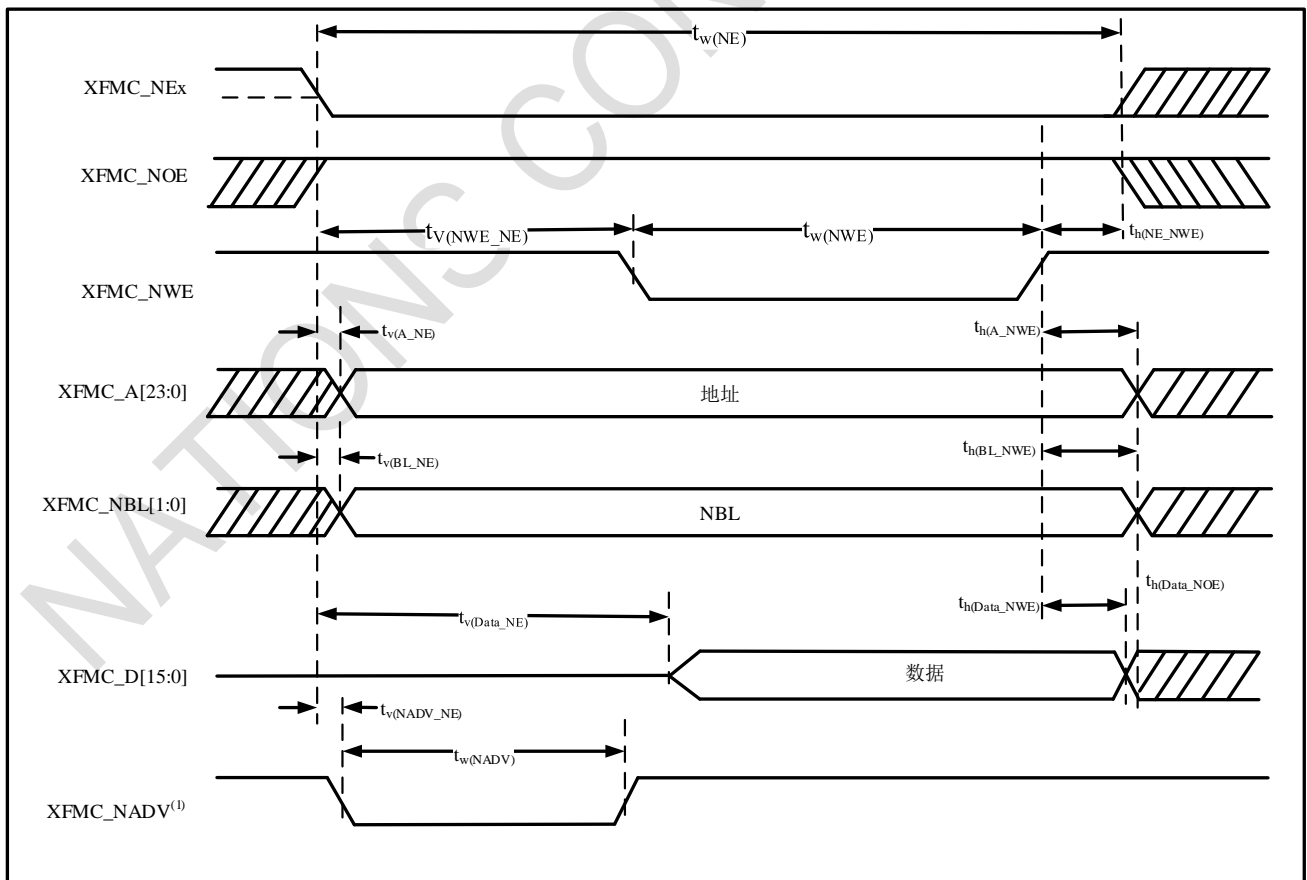 tw(NE)
XFMC_NEx
XFMC_NOE
tV(NWE_NE)
tw(NWE)
th(NE_NWE)
XFMC_NWE
tv(A_NE)
th(A_NWE)
XFMC_A[23:0]
地址
tv(BL_NE)
th(BL_NWE)
XFMC_NBL[1:0]
NBL
th(Data_NOE)
tv(Data_NE)
th(Data_NWE)
XFMC_D[15:0]
数据
tv(NADV_NE)
tw(NADV)
XFMC_NADV(1)
NATIONS CON